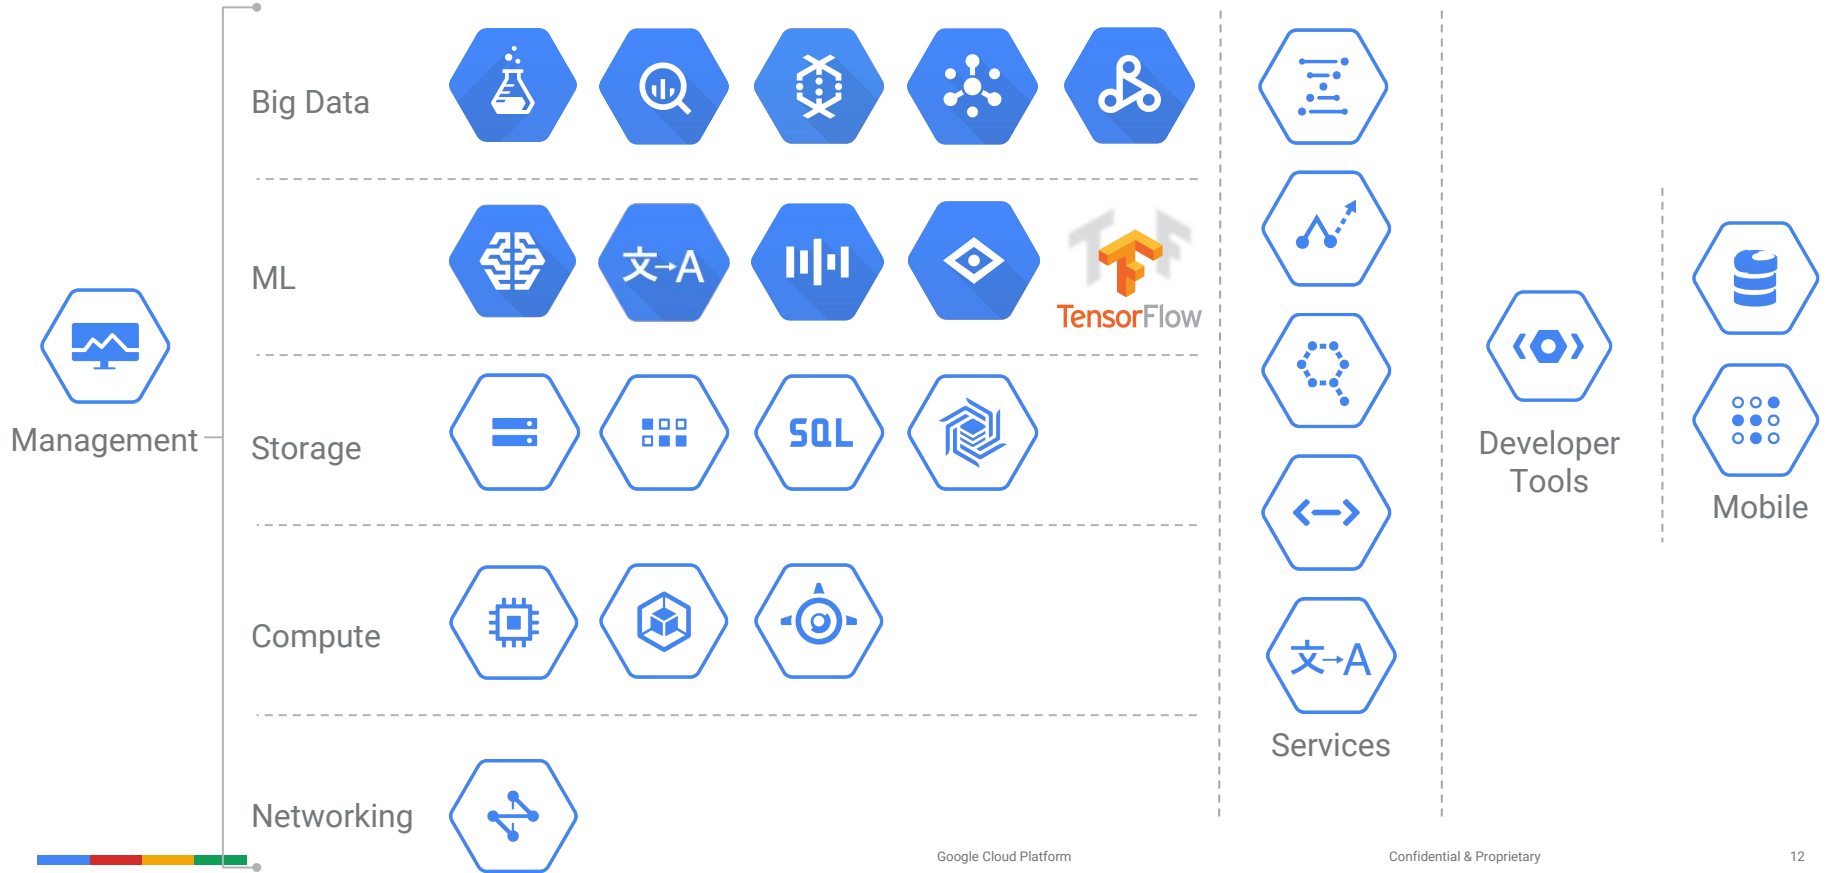 Big Data
ML
文→A
TensorFlow
Management
Storage
SQL
Compute
Networking
文→A
Services
Developer
Tools
Mobile
Google Cloud Platform
Confidential & Proprietary
12